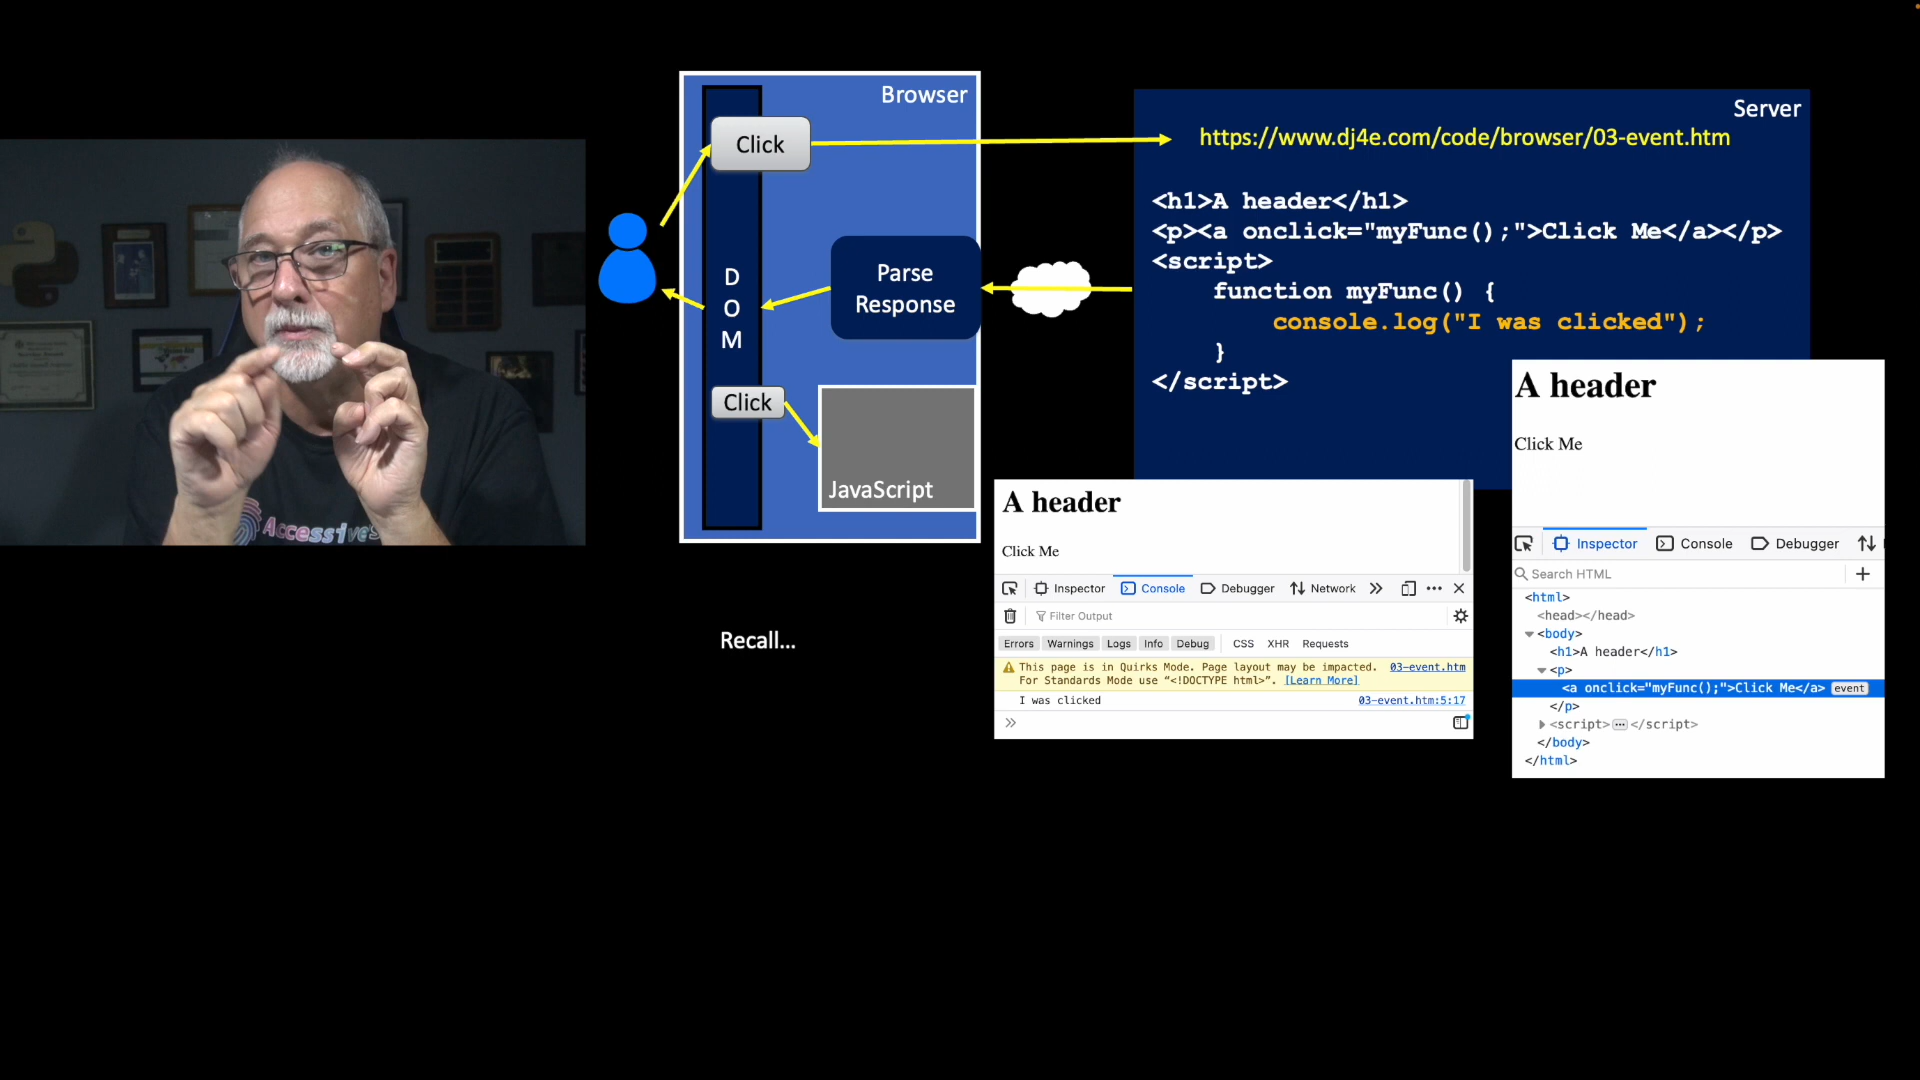 Browser
Click
D
O
M
Parse
Response
Click
JavaScript
Recall...
Accessive
Server
https://www.dj4e.com/code/browser/03-event.htm
<h1>A header</h1>
<p><a onclick="myFunc();">Click Me</a></p>
<script>
function myFunc() {
console.log("I was clicked");
}
</script>
A header
Click Me
Inspector Console Debugger Network
Filter Output
Errors Warnings Logs Info Debug CSS XHR Requests
This page is in Quirks Mode. Page layout may be impacted. 03-event.htm
For Standards Mode use “<!DOCTYPE html>”. [Learn More]
I was clicked 03-event.htm:5:17
A header
Click Me
Inspector Console Debugger
Search HTML
<html>
<head></head>
<body>
<h1>A header</h1>
<p>
<a onclick="myFunc();">Click Me</a> event
</p>
<script>…</script>
</body>
</html>